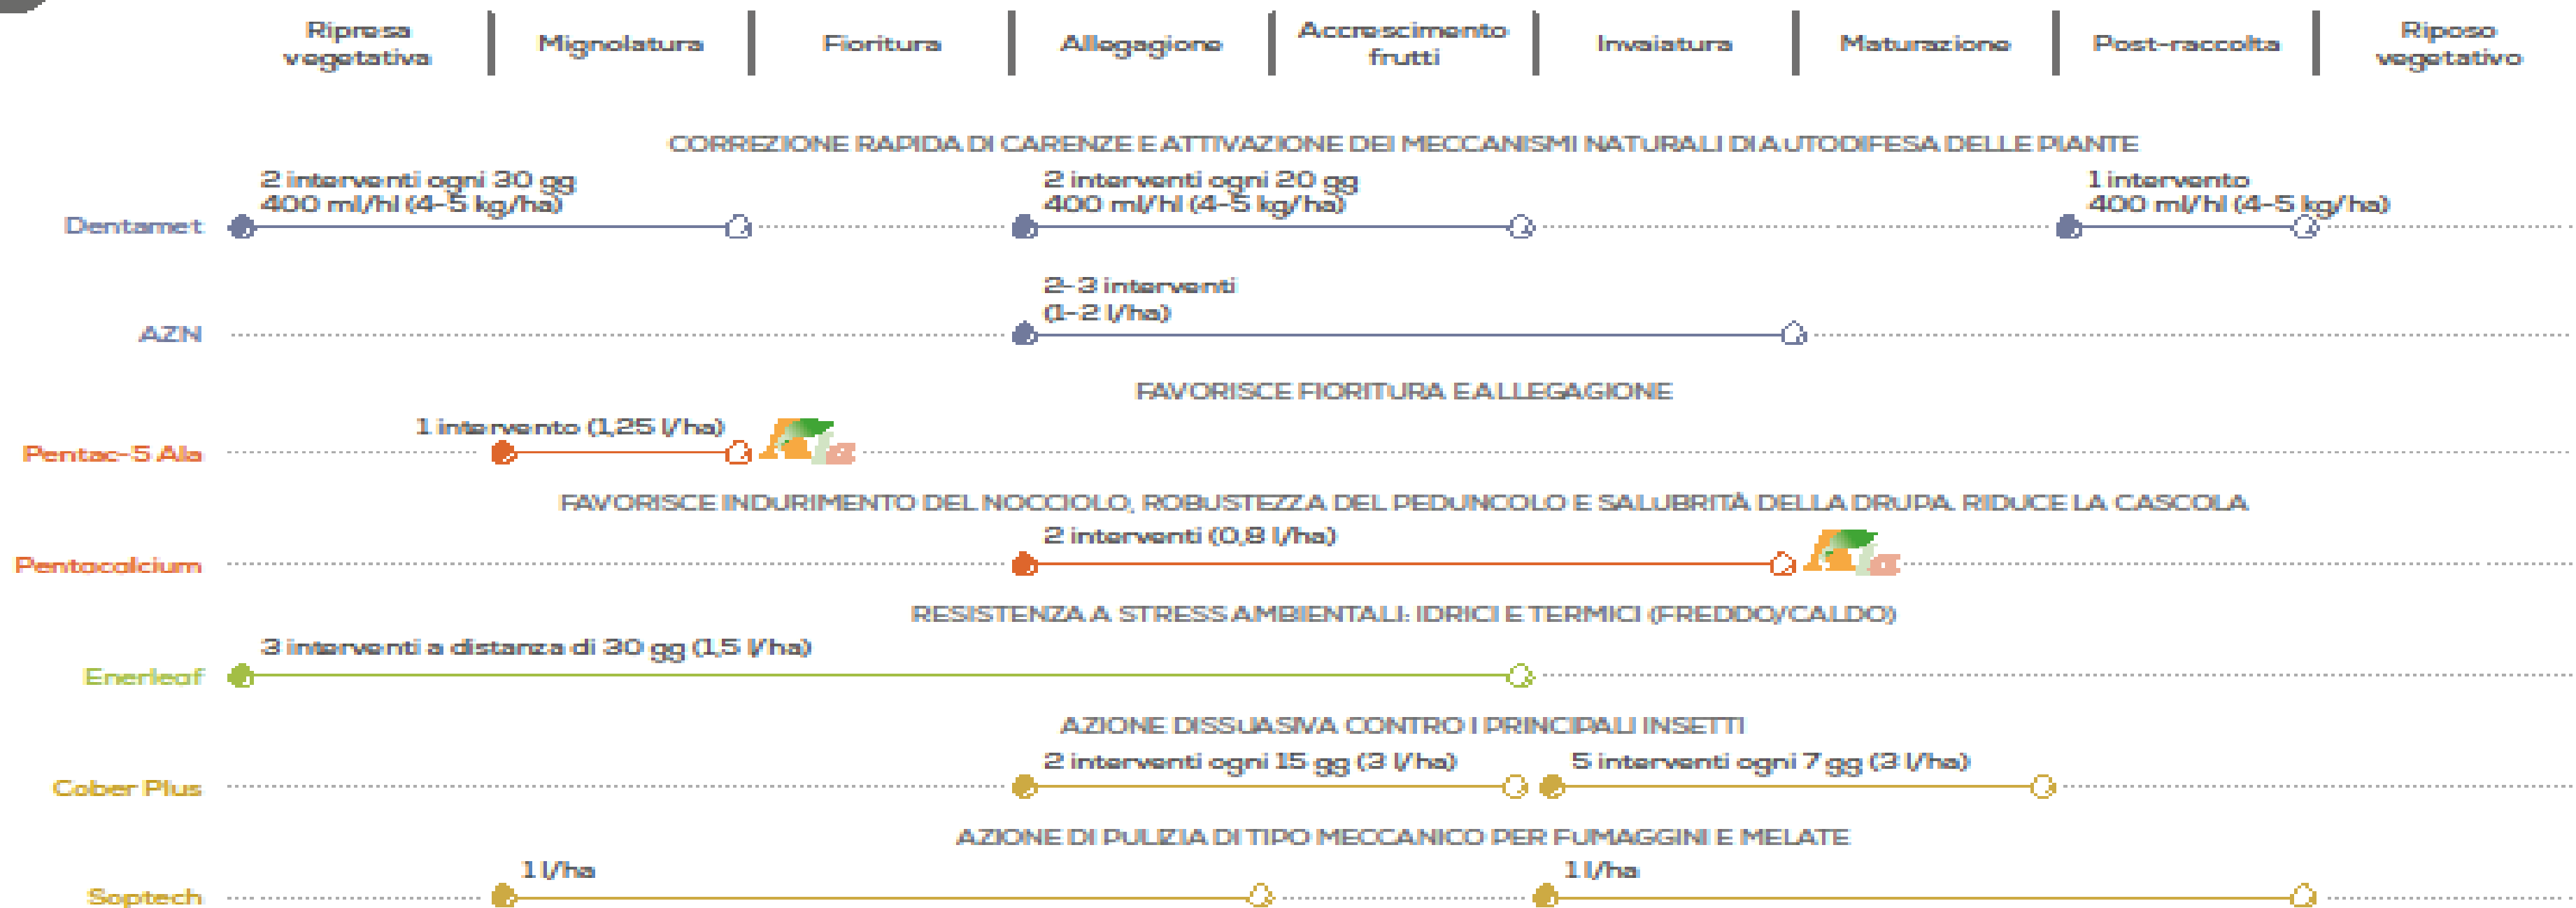 Ripresa
vegetativa
Mignolatura
Fioritura
Allegagione
Accrescimento
frutti
Invaiatura
Maturazione
Post-raccolta
Riposo
vegetativo
CORREZIONE RAPIDA DI CARENZE E ATTIVAZIONE DEI MECCANISMI NATURALI DI AUTODIFESA DELLE PIANTE
2 interventi ogni 30 gg
400 ml/hl (4-5 kg/ha)
2 interventi ogni 20 gg
400 ml/hl (4-5 kg/ha)
1 intervento
400 ml/hl (4-5 kg/ha)
Dentamet
2-3 interventi
(1-2 l/ha)
AZN
FAVORISCE FIORITURA E ALLEGAGIONE
1 intervento (1,25 l/ha)
Pentac-5 Ala
Ala
FAVORISCE INDURIMENTO DEL NOCCIOLO, ROBUSTEZZA DEL PEDUNCOLO E SALUBRITÀ DELLA DRUPA. RIDUCE LA CASCOLA
2 interventi (0,8 l/ha)
Pentocalcium
Ala
RESISTENZA A STRESS AMBIENTALI: IDRICI E TERMICI (FREDDO/CALDO)
3 interventi a distanza di 30 gg (1,5 l/ha)
Enerleaf
AZIONE DISSUASIVA CONTRO I PRINCIPALI INSETTI
2 interventi ogni 15 gg (3 l/ha)
5 interventi ogni 7 gg (3 l/ha)
Cober Plus
AZIONE DI PULIZIA DI TIPO MECCANICO PER FUMAGGINI E MELATE
1 l/ha
1 l/ha
Soptech